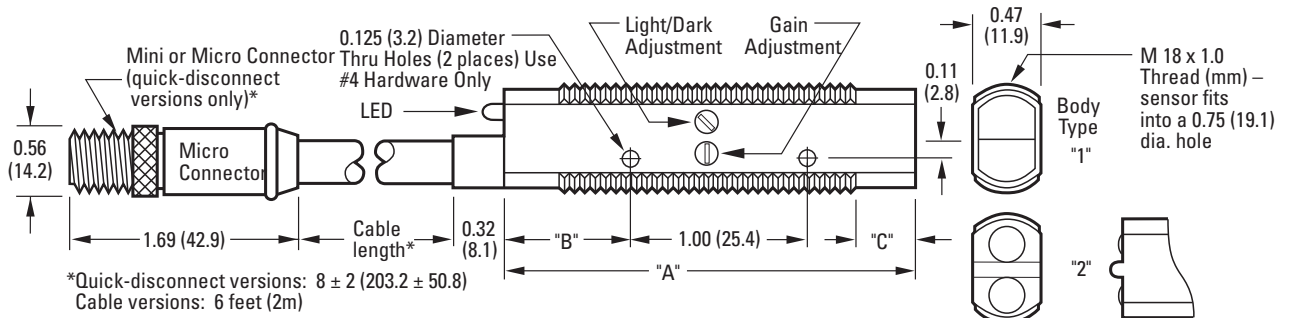 Mini or Micro Connector
(quick-disconnect
versions only)*
0.125 (3.2) Diameter
Thru Holes (2 places) Use
#4 Hardware Only
LED
Light/Dark
Adjustment
Gain
Adjustment
0.47
(11.9)
0.11
(2.8)
M 18 x 1.0
Thread (mm) –
sensor fits
into a 0.75 (19.1)
dia. hole
Body
Type
"1"
0.56
(14.2)
Micro
Connector
1.69 (42.9)
Cable
length*
0.32
(8.1)
"B"
1.00 (25.4)
"C"
"A"
"2"
*Quick-disconnect versions: 8 ± 2 (203.2 ± 50.8)
Cable versions: 6 feet (2m)